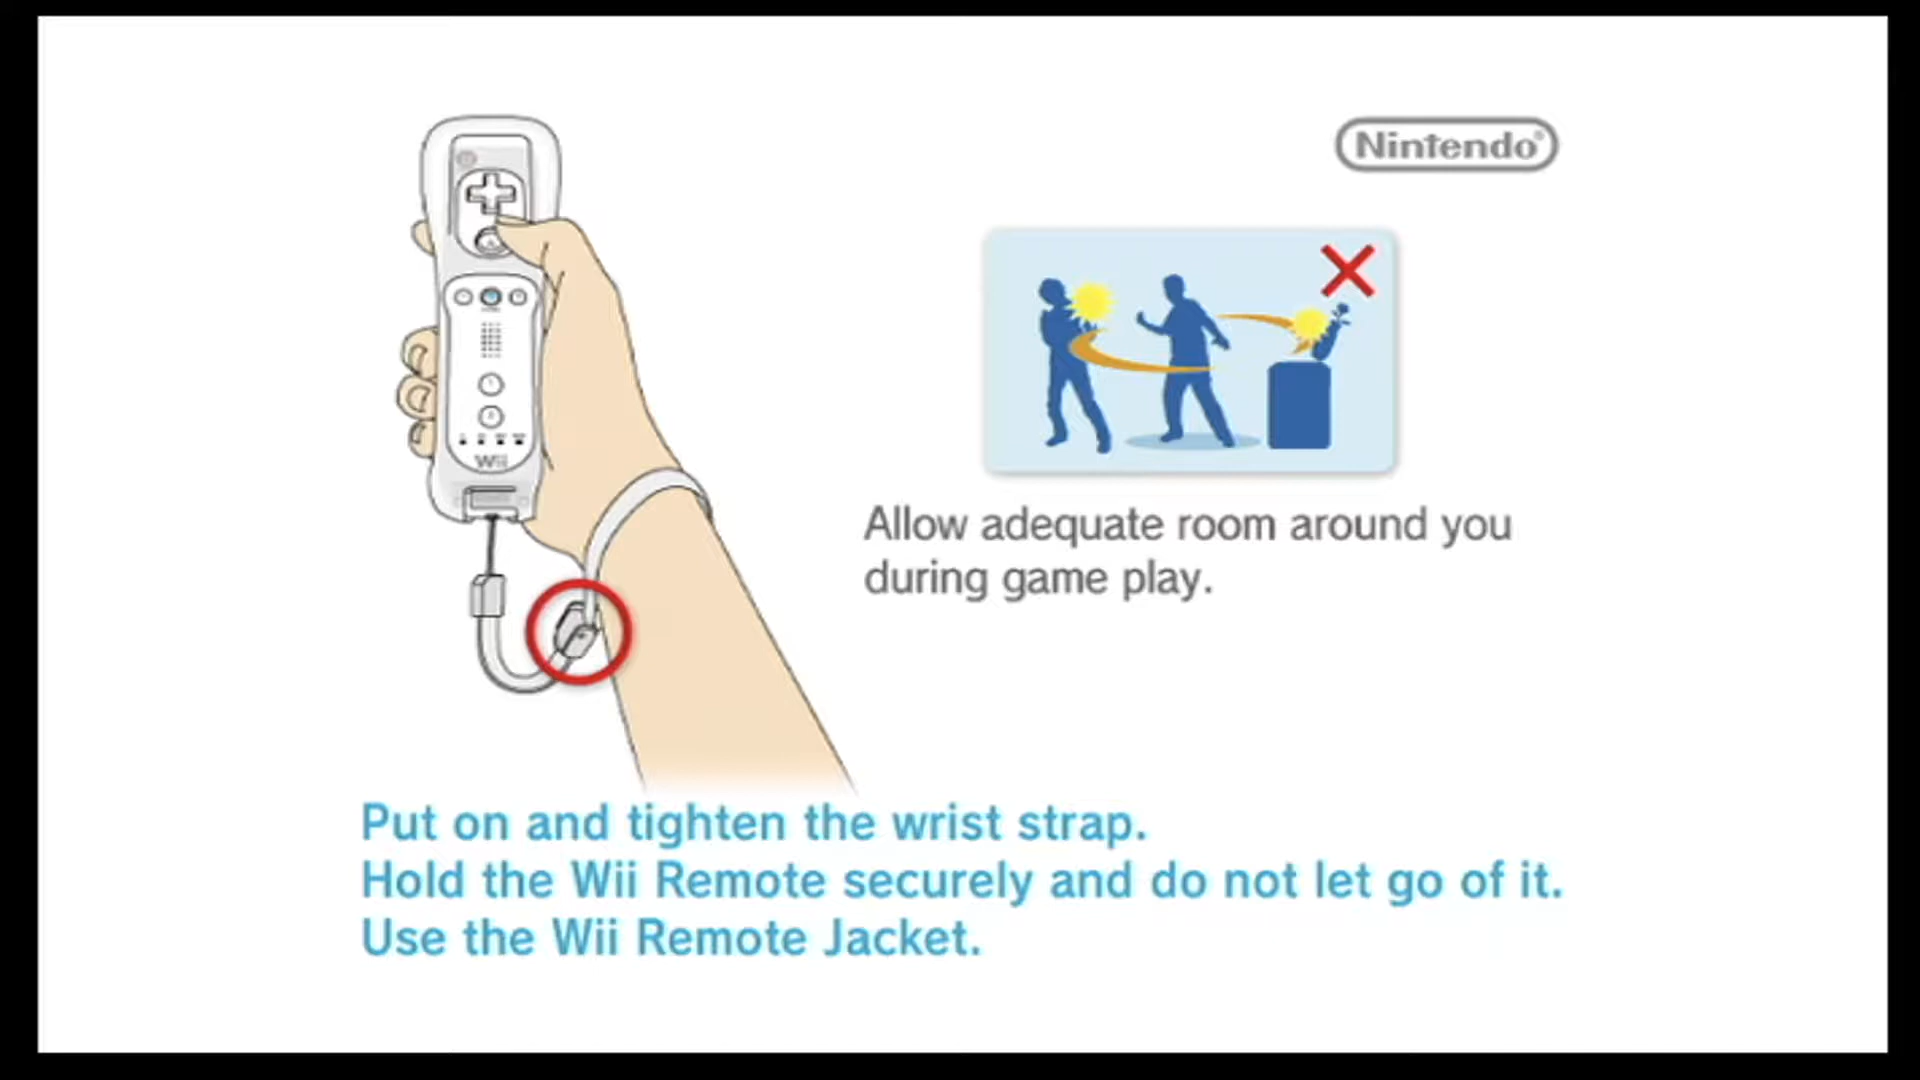 Nintendo®
Allow adequate room around you
during game play.
Wii
Put on and tighten the wrist strap.
Hold the Wii Remote securely and do not let go of it.
Use the Wii Remote Jacket.